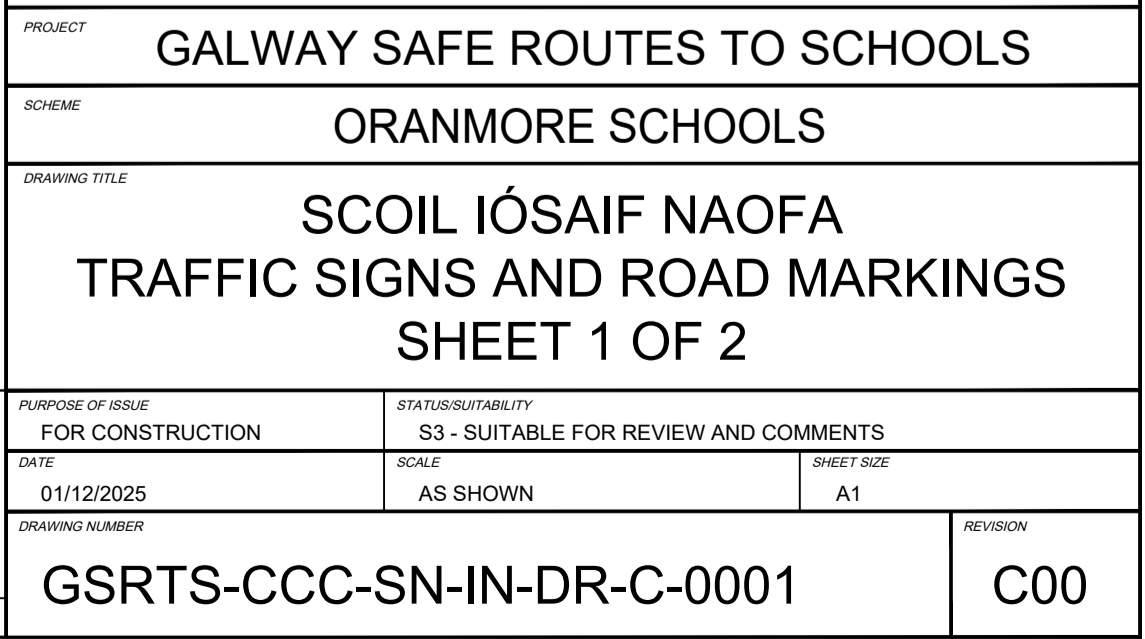 PROJECT
GALWAY SAFE ROUTES TO SCHOOLS
SCHEME
ORANMORE SCHOOLS
DRAWING TITLE
SCOIL IÓSAIF NAOFA
TRAFFIC SIGNS AND ROAD MARKINGS
SHEET 1 OF 2
PURPOSE OF ISSUE
FOR CONSTRUCTION
STATUS/SUITABILITY
S3 - SUITABLE FOR REVIEW AND COMMENTS
DATE
01/12/2025
SCALE
AS SHOWN
SHEET SIZE
A1
DRAWING NUMBER
GSRTS-CCC-SN-IN-DR-C-0001
REVISION
C00